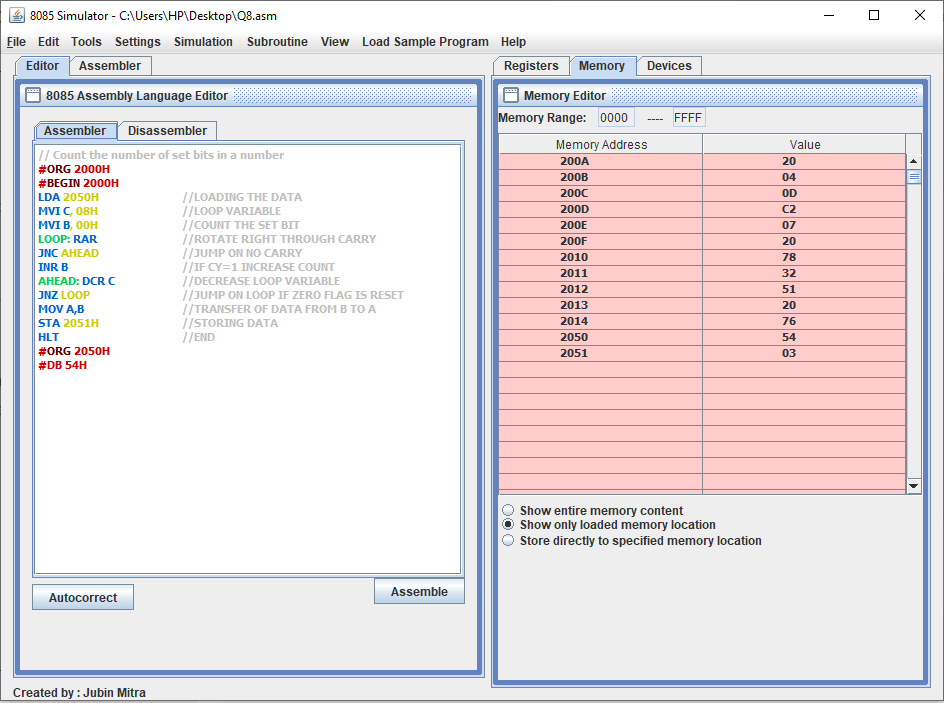 8085 Simulator - C:\Users\HP\Desktop\Q8.asm
File Edit Tools Settings Simulation Subroutine View Load Sample Program Help
Editor Assembler
8085 Assembly Language Editor
Assembler Disassembler
// Count the number of set bits in a number
#ORG 2000H
#BEGIN 2000H
LDA 2050H //LOADING THE DATA
MVI C, 08H //LOOP VARIABLE
MVI B, 00H //COUNT THE SET BIT
LOOP: RAR //ROTATE RIGHT THROUGH CARRY
JNC AHEAD //JUMP ON NO CARRY
INR B //IF CY=1 INCREASE COUNT
AHEAD: DCR C //DECREASE LOOP VARIABLE
JNZ LOOP //JUMP ON LOOP IF ZERO FLAG IS RESET
MOV A,B //TRANSFER OF DATA FROM B TO A
STA 2051H //STORING DATA
HLT //END
#ORG 2050H
#DB 54H
Autocorrect Assemble
Registers Memory Devices
Memory Editor
Memory Range: 0000 ---- FFFF
Memory Address Value
200A 20
200B 04
200C 0D
200D C2
200E 07
200F 20
2010 78
2011 32
2012 51
2013 20
2014 76
2050 54
2051 03
Show entire memory content
Show only loaded memory location
Store directly to specified memory location
Created by : Jubin Mitra